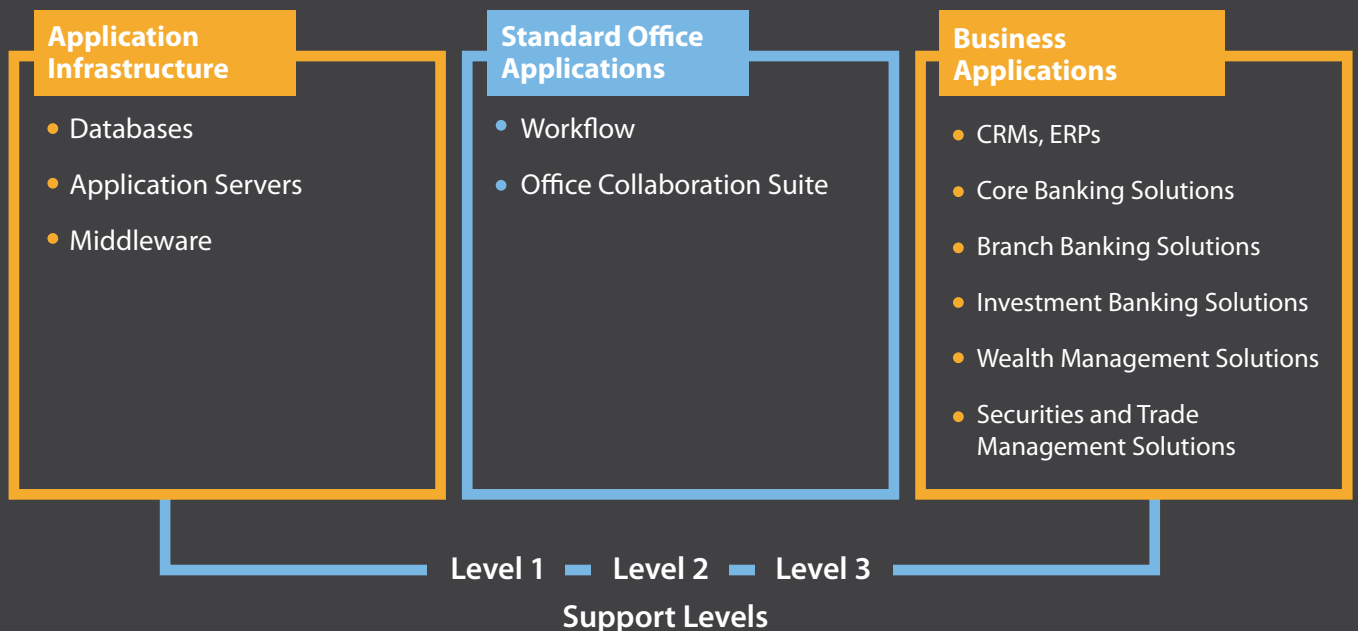 Application
Infrastructure
Databases
Application Servers
Middleware
Standard Office
Applications
Workflow
Office Collaboration Suite
Business
Applications
CRMs, ERPs
Core Banking Solutions
Branch Banking Solutions
Investment Banking Solutions
Wealth Management Solutions
Securities and Trade
Management Solutions
Level 1 Level 2 Level 3
Support Levels